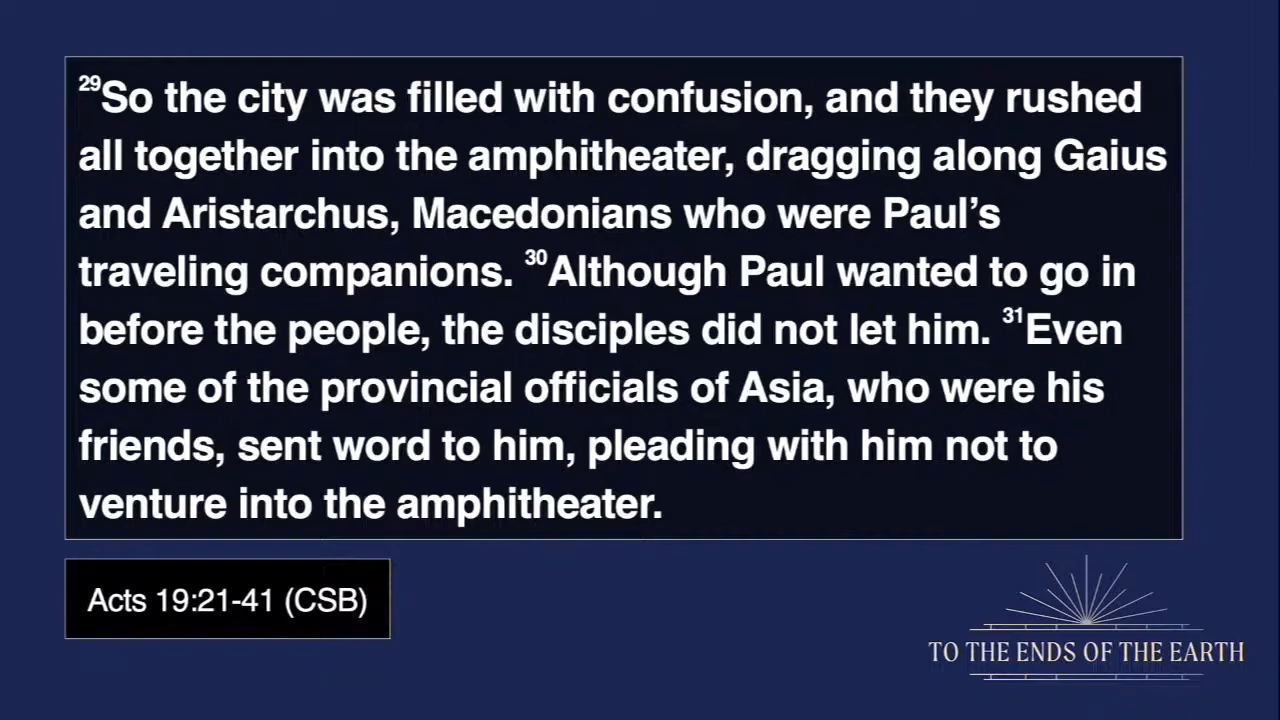 29So the city was filled with confusion, and they rushed
all together into the amphitheater, dragging along Gaius
and Aristarchus, Macedonians who were Paul’s
traveling companions. 30Although Paul wanted to go in
before the people, the disciples did not let him. 31Even
some of the provincial officials of Asia, who were his
friends, sent word to him, pleading with him not to
venture into the amphitheater.
Acts 19:21-41 (CSB)
TO THE ENDS OF THE EARTH